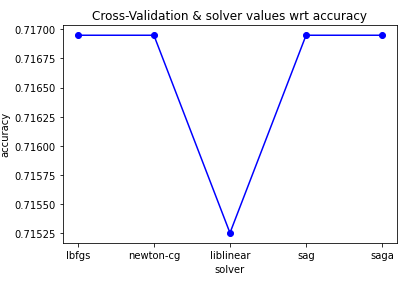 Cross-Validation & solver values wrt accuracy
0.71700
0.71675
0.71650
0.71625
0.71600
0.71575
0.71550
0.71525
accuracy
lbfgs newton-cg liblinear sag saga
solver